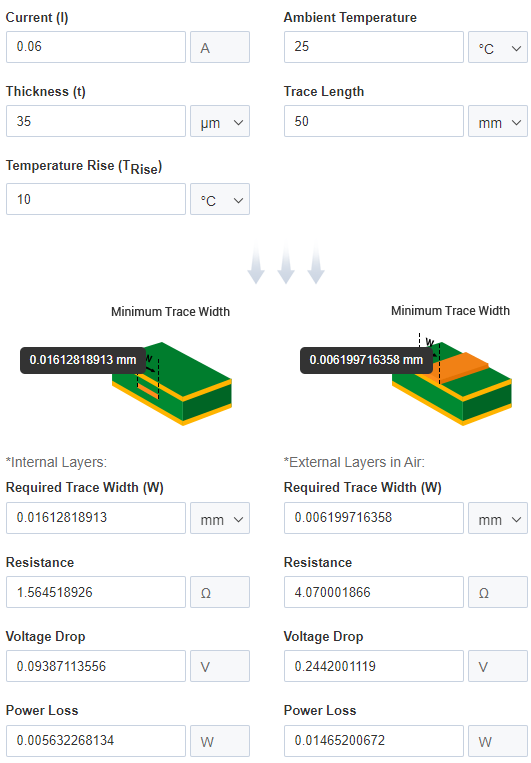 Current (I) Ambient Temperature
0.06 A 25 °C
Thickness (t) Trace Length
35 μm 50 mm
Temperature Rise (TRise)
10 °C
Minimum Trace Width Minimum Trace Width
W
0.01612818913 mm W 0.006199716358 mm
*Internal Layers: *External Layers in Air:
Required Trace Width (W) Required Trace Width (W)
0.01612818913 mm 0.006199716358 mm
Resistance Resistance
1.564518926 Ω 4.070001866 Ω
Voltage Drop Voltage Drop
0.09387113556 V 0.2442001119 V
Power Loss Power Loss
0.005632268134 W 0.01465200672 W